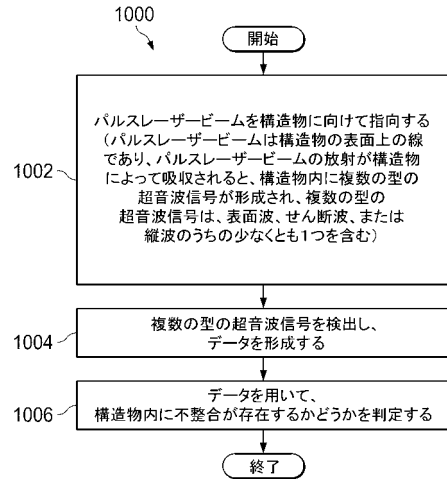 1000
開始
パルスレーザービームを構造物に向けて指向する
（パルスレーザービームは構造物の表面上の線
であり、パルスレーザービームの放射が構造物
によって吸収されると、構造物内に複数の型の
超音波信号が形成され、複数の型の
超音波信号は、表面波、せん断波、または
縦波のうちの少なくとも1つを含む）
1002
複数の型の超音波信号を検出し、
データを形成する
1004
データを用いて、
構造物内に不整合が存在するかどうかを判定する
1006
終了